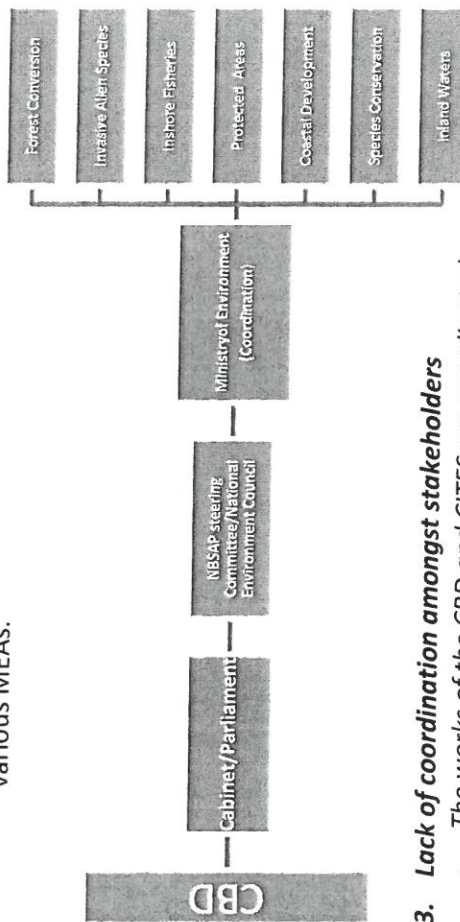 various MEAs.
CBD
Cabinet/Parliament
NBSAP steering
Committee/National
Environment Council
Ministryof Environment
(Coordination)
Forest Conversion
Invasive Alien Species
Inshore Fisheries
Protected Areas
Coastal Development
Species Conservation
Inland Waters
3. Lack of coordination amongst stakeholders
The works of the CBD and CITES